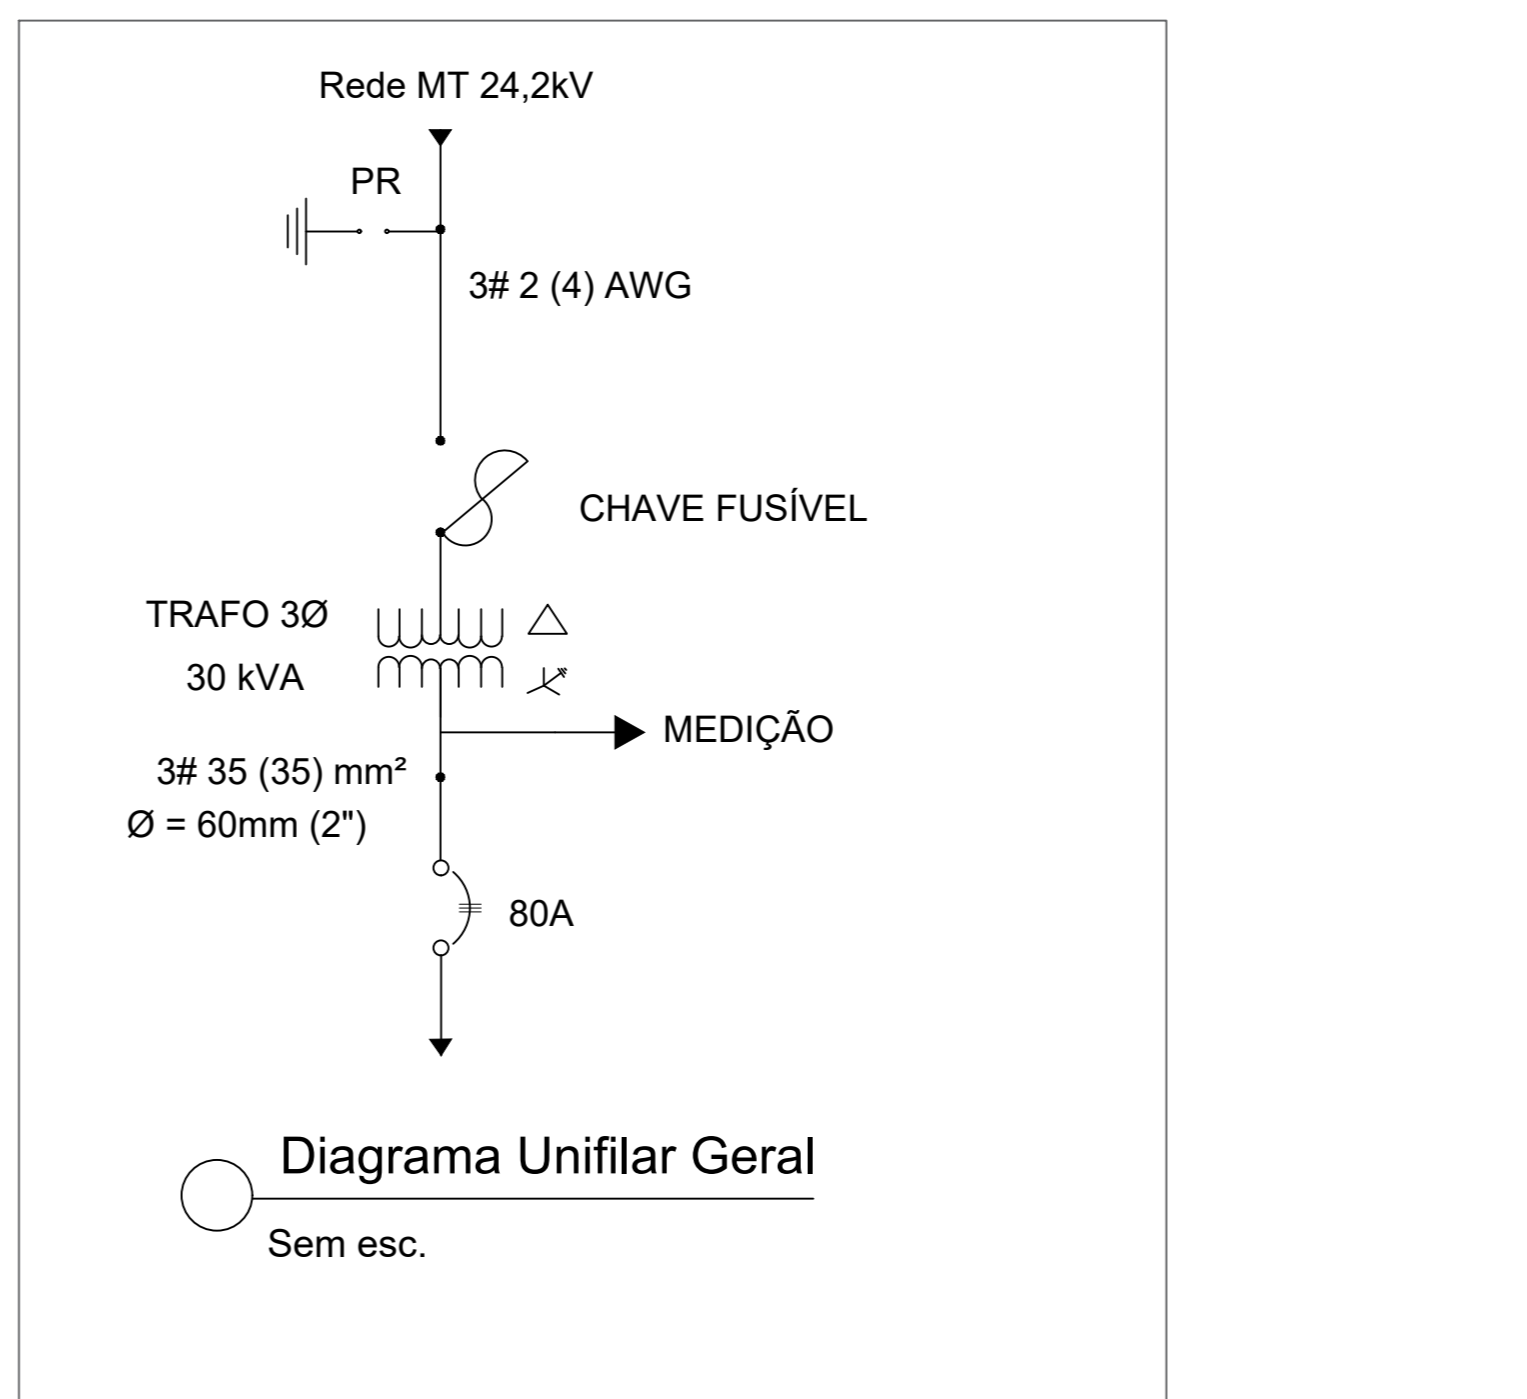 Rede MT 24,2kV
PR
3# 2 (4) AWG
CHAVE FUSÍVEL
TRAFO 3Ø
30 kVA
MEDIÇÃO
3# 35 (35) mm²
Ø = 60mm (2")
80A
Diagrama Unifilar Geral
Sem esc.